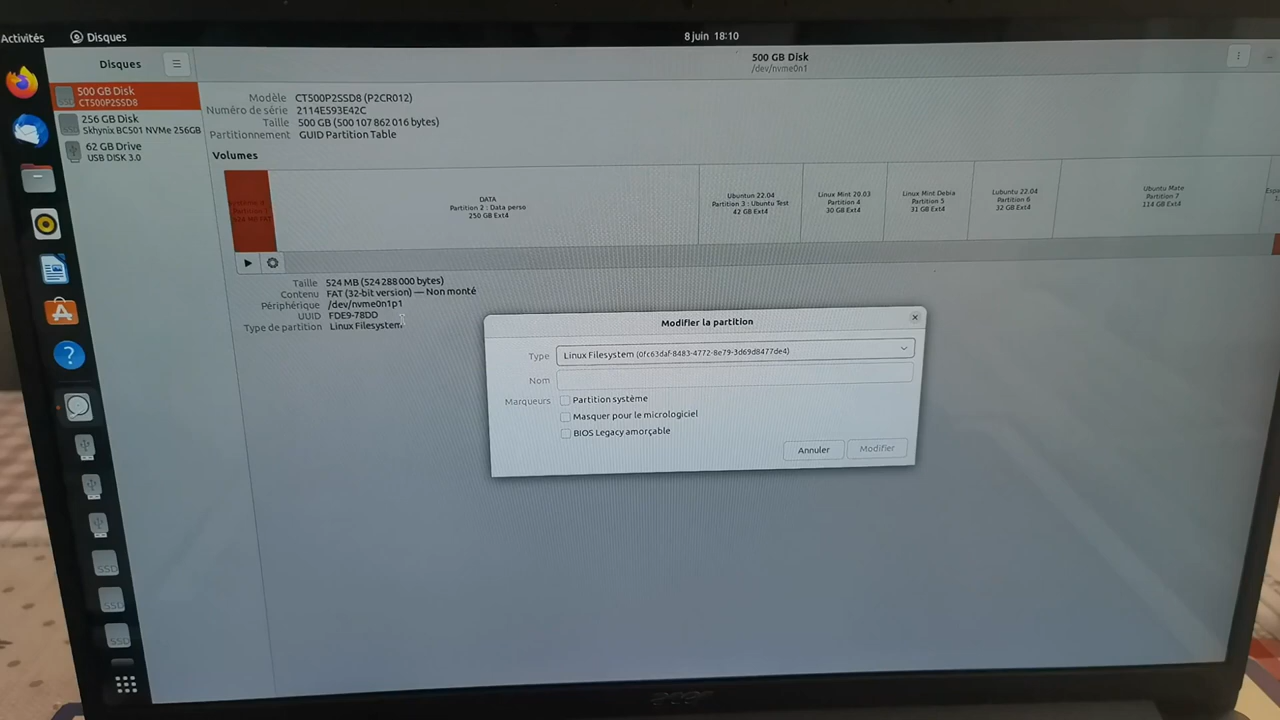 Activités
Disques
8 juin 18:10
Disques
500 GB Disk
/dev/nvme0n1
500 GB Disk
CT500P2SSD8
256 GB Disk
Skhynix BC501 NVMe 256GB
62 GB Drive
USB DISK 3.0
Modèle CT500P2SSD8 (P2CR012)
Numéro de série 2114E593E42C
Taille 500 GB (500 107 862 016 bytes)
Partitionnement GUID Partition Table
Volumes
DATA
Partition 2 : Data perso
250 GB Ext4
Ubuntun 22.04
Partition 3 : Ubuntu Test
42 GB Ext4
Linux Mint 20.03
Partition 4
30 GB Ext4
Linux Mint Debia
Partition 5
31 GB Ext4
Lubuntu 22.04
Partition 6
32 GB Ext4
Ubuntu Mate
Partition 7
114 GB Ext4
Taille 524 MB (524 288 000 bytes)
Contenu FAT (32-bit version) — Non monté
Périphérique /dev/nvme0n1p1
UUID FDE9-78DD
Type de partition Linux Filesystem
Modifier la partition
Type Linux Filesystem (0fc63daf-8483-4772-8e79-3d69d8477de4)
Nom
Marqueurs Partition système
Masquer pour le micrologiciel
BIOS Legacy amorçable
Annuler Modifier
SSD
SSD
SSD
acer